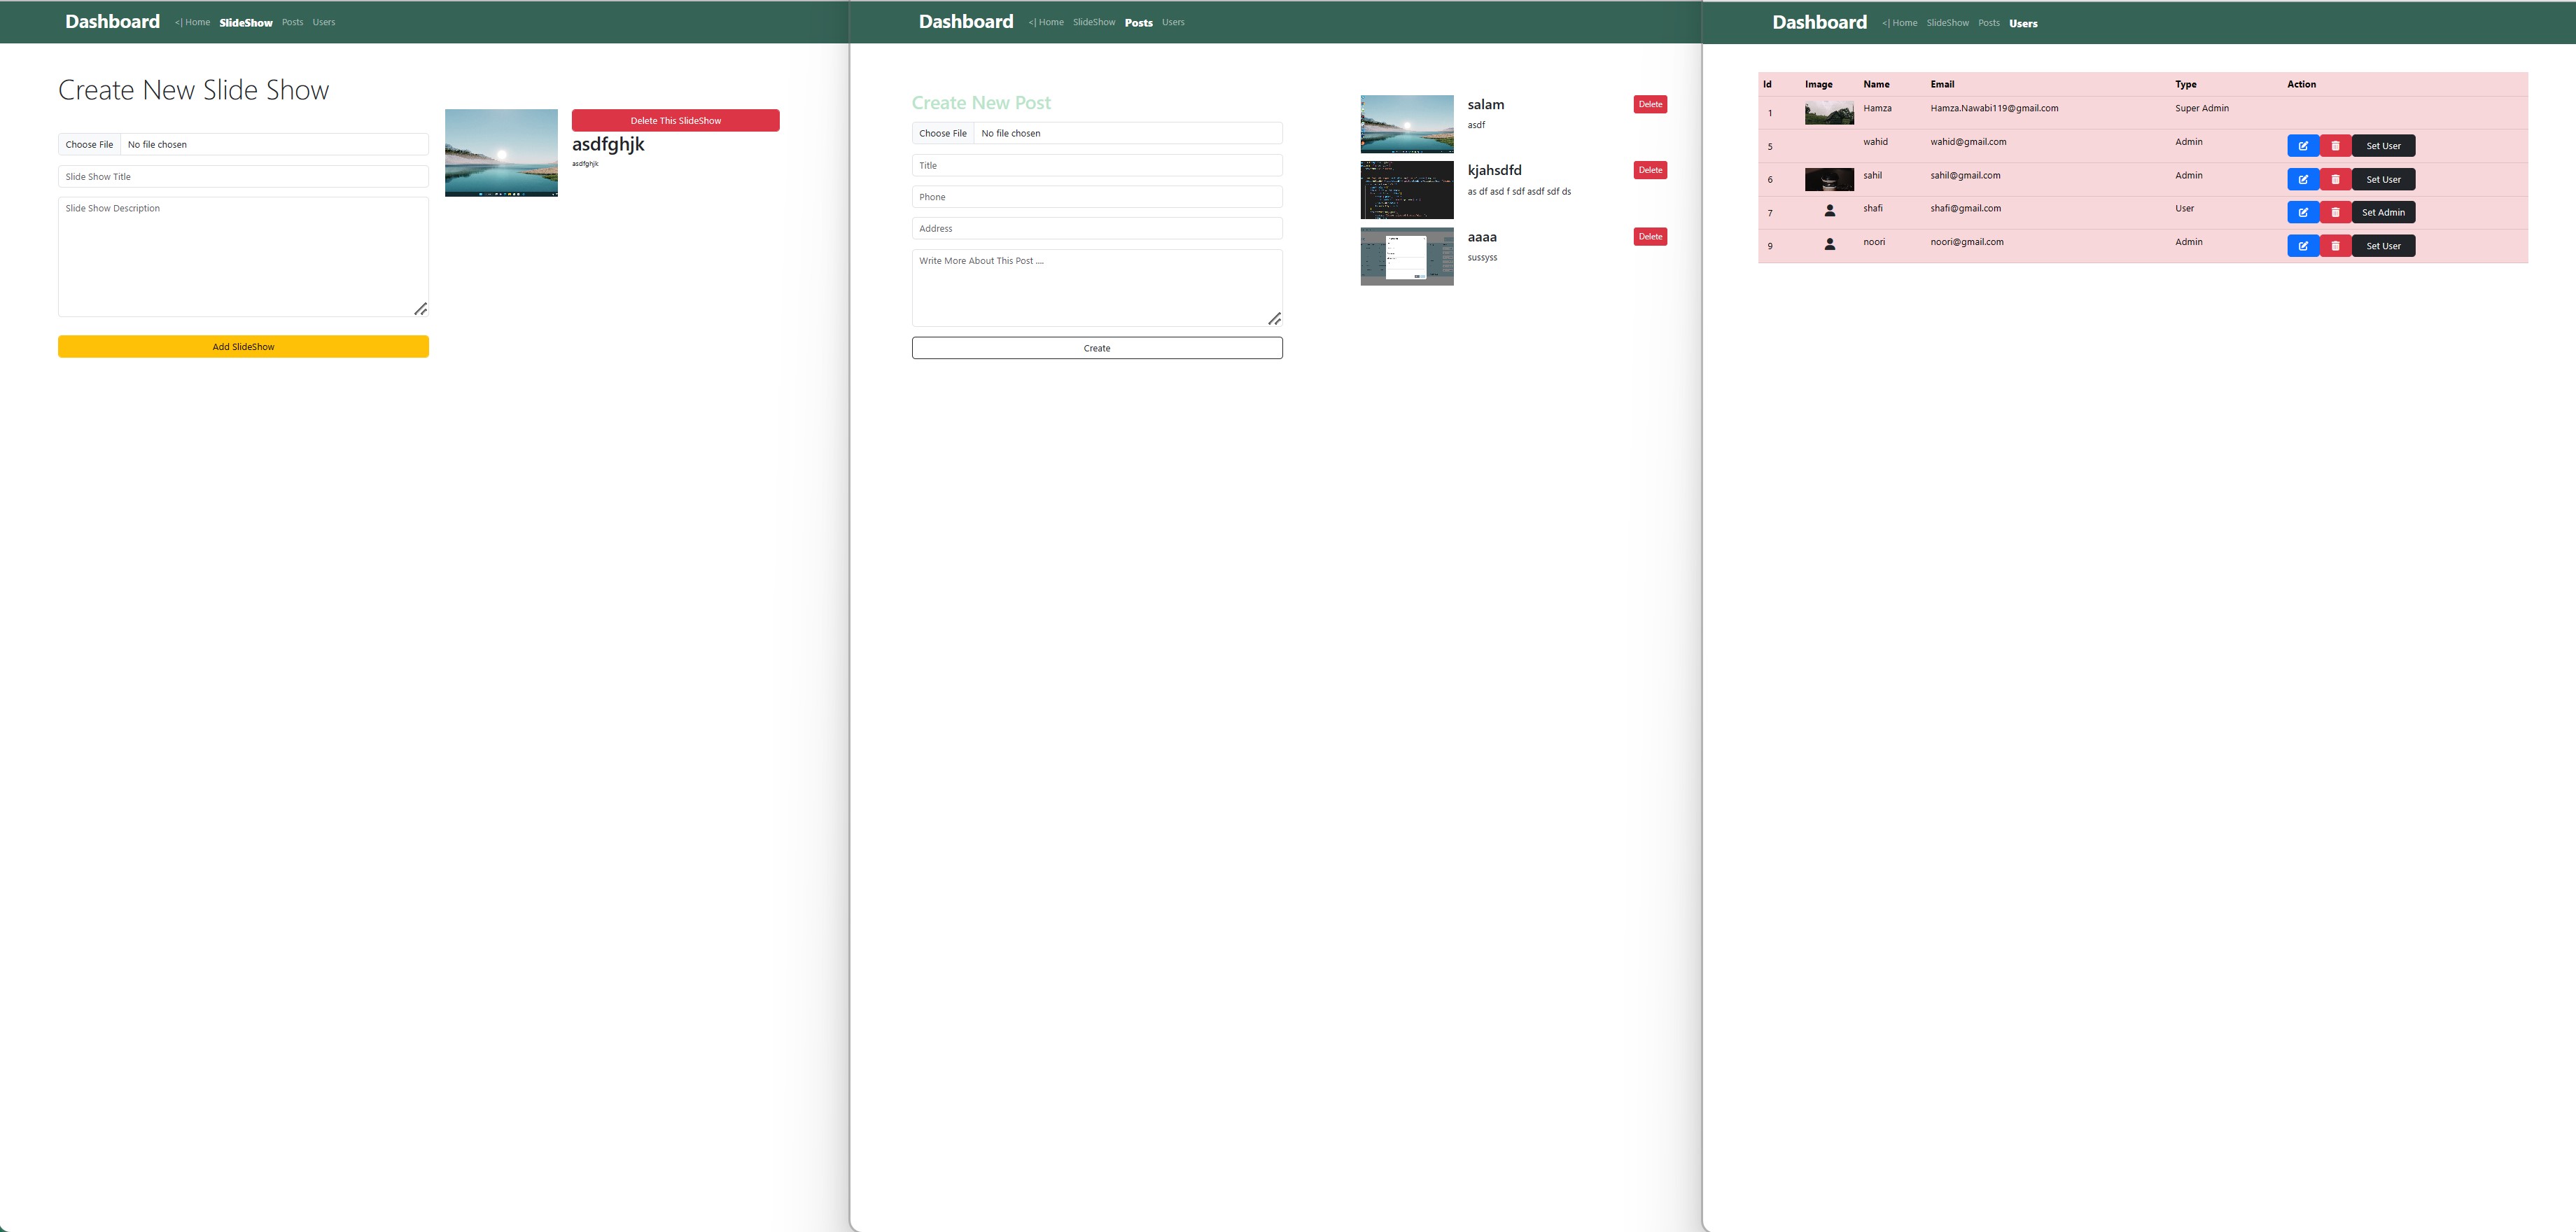 Dashboard <| Home SlideShow Posts Users
Create New Slide Show
Choose File No file chosen
Slide Show Title
Slide Show Description
Add SlideShow
Delete This SlideShow
asdfghjk
asdfghjk
Dashboard <| Home SlideShow Posts Users
Create New Post
Choose File No file chosen
Title
Phone
Address
Write More About This Post ....
Create
salam Delete
asdf
kjahsdfd Delete
as df asd f sdf asdf sdf ds
aaaa Delete
sussyss
Dashboard <| Home SlideShow Posts Users
Id Image Name Email Type Action
1 Hamza Hamza.Nawabi119@gmail.com Super Admin
5 wahid wahid@gmail.com Admin Set User
6 sahil sahil@gmail.com Admin Set User
7 shafi shafi@gmail.com User Set Admin
9 noori noori@gmail.com Admin Set User